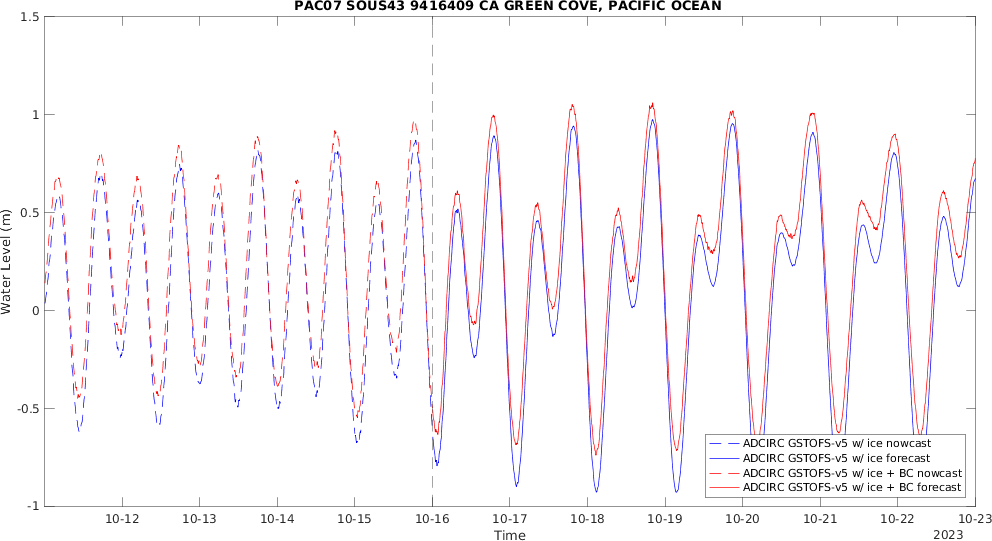 PAC07 SOUS43 9416409 CA GREEN COVE, PACIFIC OCEAN
1.5
1
0.5
0
-0.5
-1
Water Level (m)
10-12 10-13 10-14 10-15 10-16 10-17 10-18 10-19 10-20 10-21 10-22 10-23
Time
2023
ADCIRC GSTOFS-v5 w/ ice nowcast
ADCIRC GSTOFS-v5 w/ ice forecast
ADCIRC GSTOFS-v5 w/ ice + BC nowcast
ADCIRC GSTOFS-v5 w/ ice + BC forecast